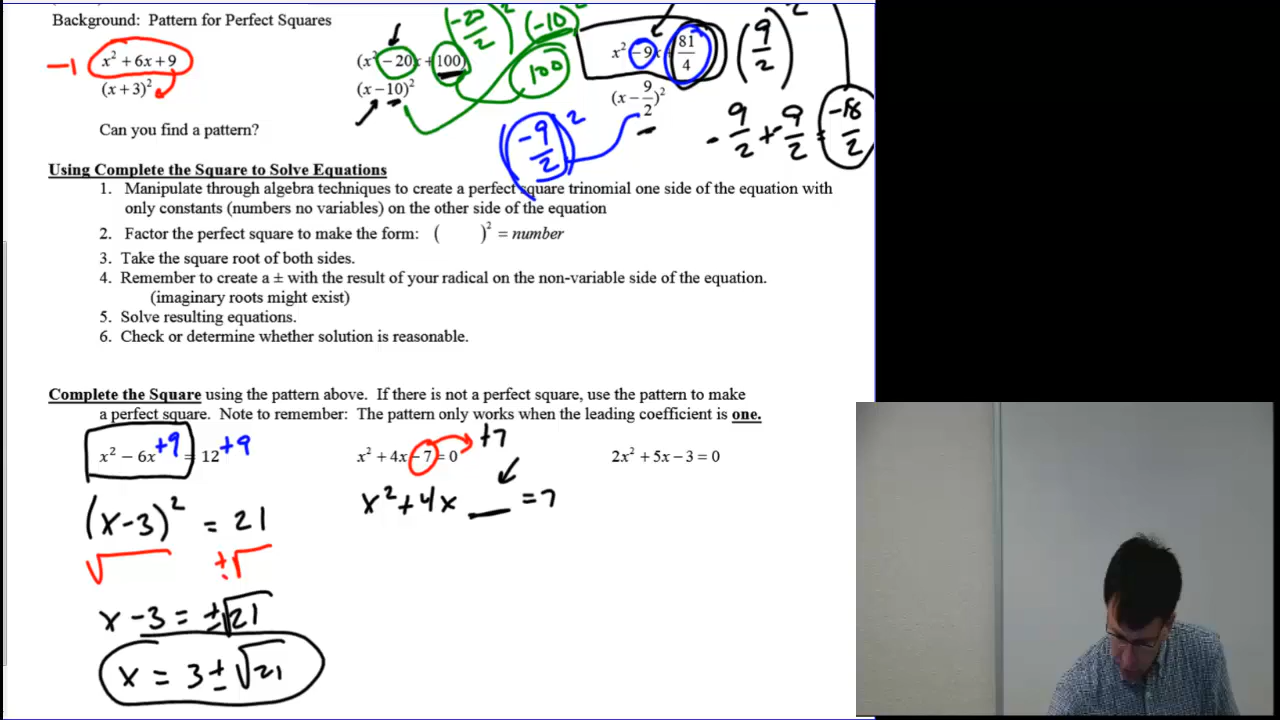 Background: Pattern for Perfect Squares
(-20/2)² (-10)²
-1 x² + 6x + 9
(x² - 20x + 100)
x² - 9x + 81/4
(9/2)²
100
(x + 3)²
(x - 10)²
(x - 9/2)²
-9/2 + -9/2 = -18/2
Can you find a pattern?
(-9/2)²
Using Complete the Square to Solve Equations
1. Manipulate through algebra techniques to create a perfect square trinomial one side of the equation with
only constants (numbers no variables) on the other side of the equation
2. Factor the perfect square to make the form: ( )² = number
3. Take the square root of both sides.
4. Remember to create a ± with the result of your radical on the non-variable side of the equation.
(imaginary roots might exist)
5. Solve resulting equations.
6. Check or determine whether solution is reasonable.
Complete the Square using the pattern above. If there is not a perfect square, use the pattern to make
a perfect square. Note to remember: The pattern only works when the leading coefficient is one.
x² - 6x +9 = 12 +9
x² + 4x - 7 = 0 +7
2x² + 5x - 3 = 0
x² + 4x __ = 7
(x-3)² = 21
√ ±√
x - 3 = ±√21
x = 3 ± √21